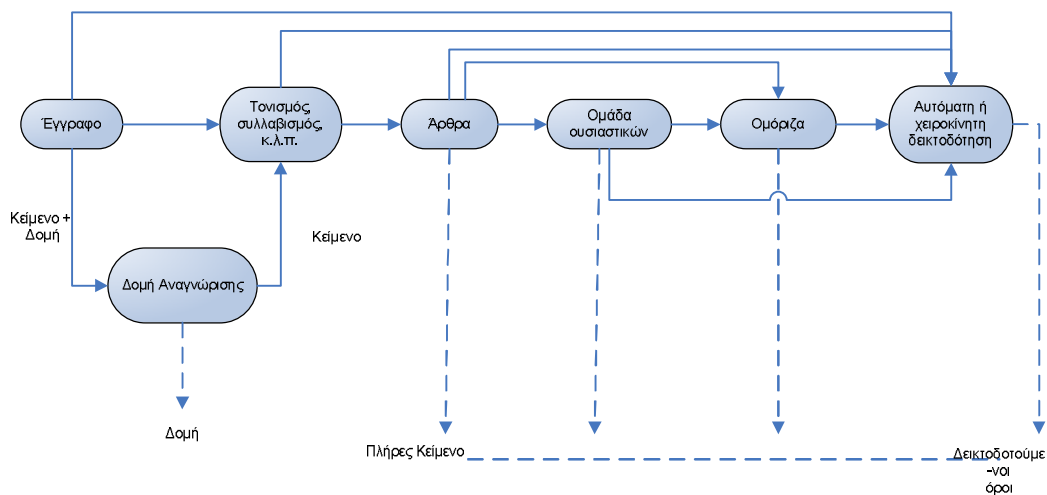 Έγγραφο
Τονισμός,
συλλαβισμός,
κ.λ.π.
Άρθρα
Ομάδα
ουσιαστικών
Ομόριζα
Αυτόματη ή
χειροκίνητη
δεικτοδότηση
Κείμενο +
Δομή
Κείμενο
Δομή Αναγνώρισης
Δομή
Πλήρες Κείμενο
Δεικτοδοτούμε
-νοι
όροι